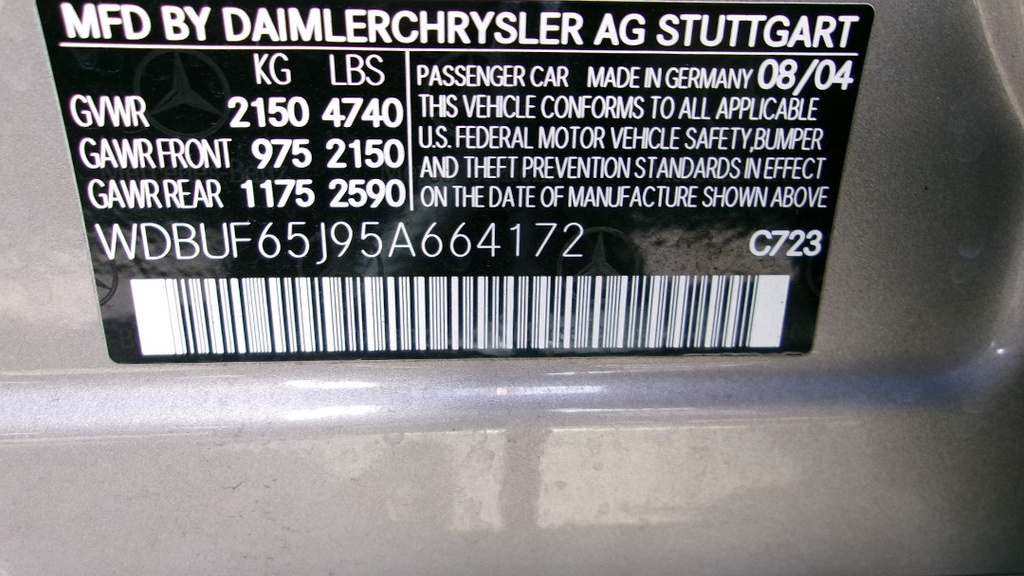 MFD BY DAIMLERCHRYSLER AG STUTTGART
KG LBS
GVWR 2150 4740
GAWR FRONT 975 2150
GAWR REAR 1175 2590
PASSENGER CAR MADE IN GERMANY 08/04
THIS VEHICLE CONFORMS TO ALL APPLICABLE
U.S. FEDERAL MOTOR VEHICLE SAFETY, BUMPER
AND THEFT PREVENTION STANDARDS IN EFFECT
ON THE DATE OF MANUFACTURE SHOWN ABOVE
WDBUF65J95A664172 C723